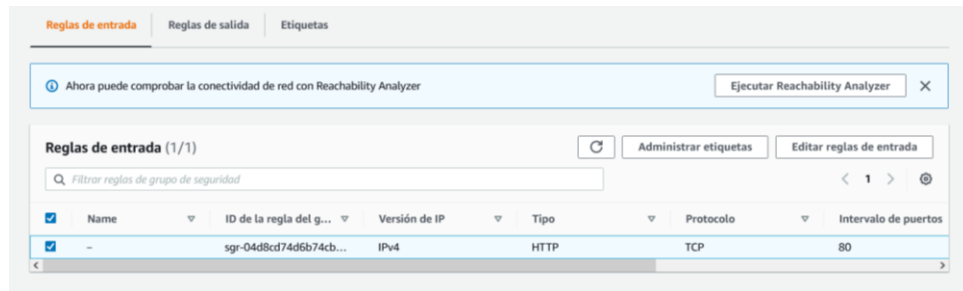 Reglas de entrada Reglas de salida Etiquetas
Ahora puede comprobar la conectividad de red con Reachability Analyzer Ejecutar Reachability Analyzer
Reglas de entrada (1/1) Administrar etiquetas Editar reglas de entrada
Filtrar reglas de grupo de seguridad 1
Name ID de la regla del g... Versión de IP Tipo Protocolo Intervalo de puertos
– sgr-04d8cd74d6b74cb... IPv4 HTTP TCP 80